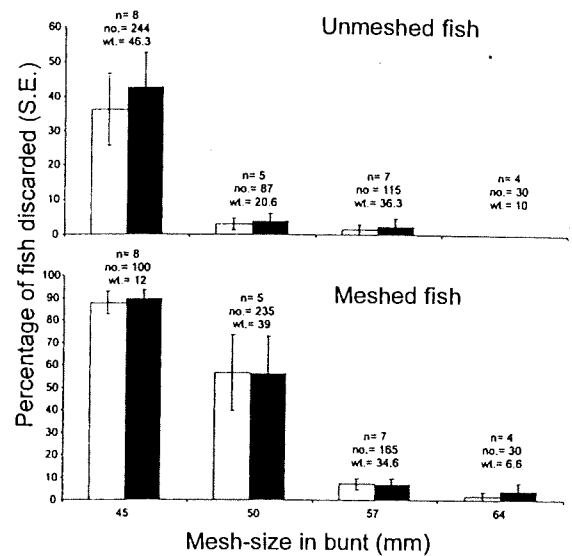 Unmeshed fish
n= 8
no.= 244
wt.= 46.3
n= 5
no.= 87
wt.= 20.6
n= 7
no.= 115
wt.= 36.3
n= 4
no.= 30
wt.= 10
60
50
40
30
20
10
0
Percentage of fish discarded (S.E.)
Meshed fish
n= 8
no.= 100
wt.= 12
n= 5
no.= 235
wt.= 39
n= 7
no.= 165
wt.= 34.6
n= 4
no.= 30
wt.= 6.6
100
90
80
70
60
50
40
30
20
10
0
45 50 57 64
Mesh-size in bunt (mm)